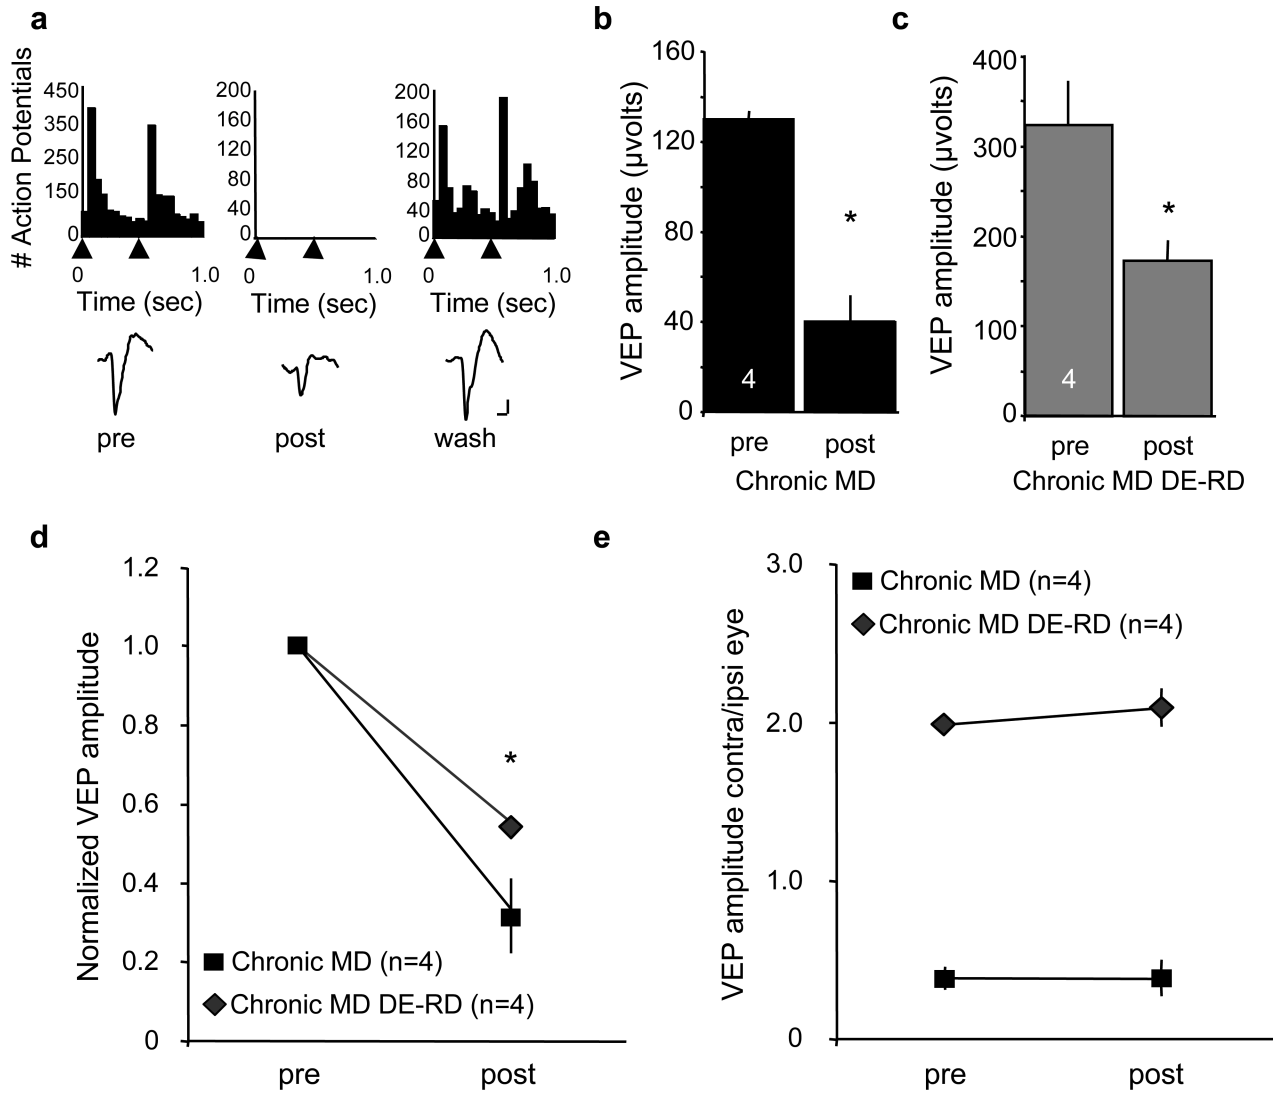 a
# Action Potentials
450
350
250
150
0
0 1.0
Time (sec)
pre
200
160
120
80
40
0
0 1.0
Time (sec)
post
200
160
120
80
40
0
0 1.0
Time (sec)
wash
b
VEP amplitude (µvolts)
160
120
80
40
0
*
4
pre post
Chronic MD
c
VEP amplitude (µvolts)
400
300
200
100
0
*
4
pre post
Chronic MD DE-RD
d
Normalized VEP amplitude
1.2
1.0
0.8
0.6
0.4
0.2
0
*
Chronic MD (n=4)
Chronic MD DE-RD (n=4)
pre post
e
VEP amplitude contra/ipsi eye
3.0
2.0
1.0
0
Chronic MD (n=4)
Chronic MD DE-RD (n=4)
pre post